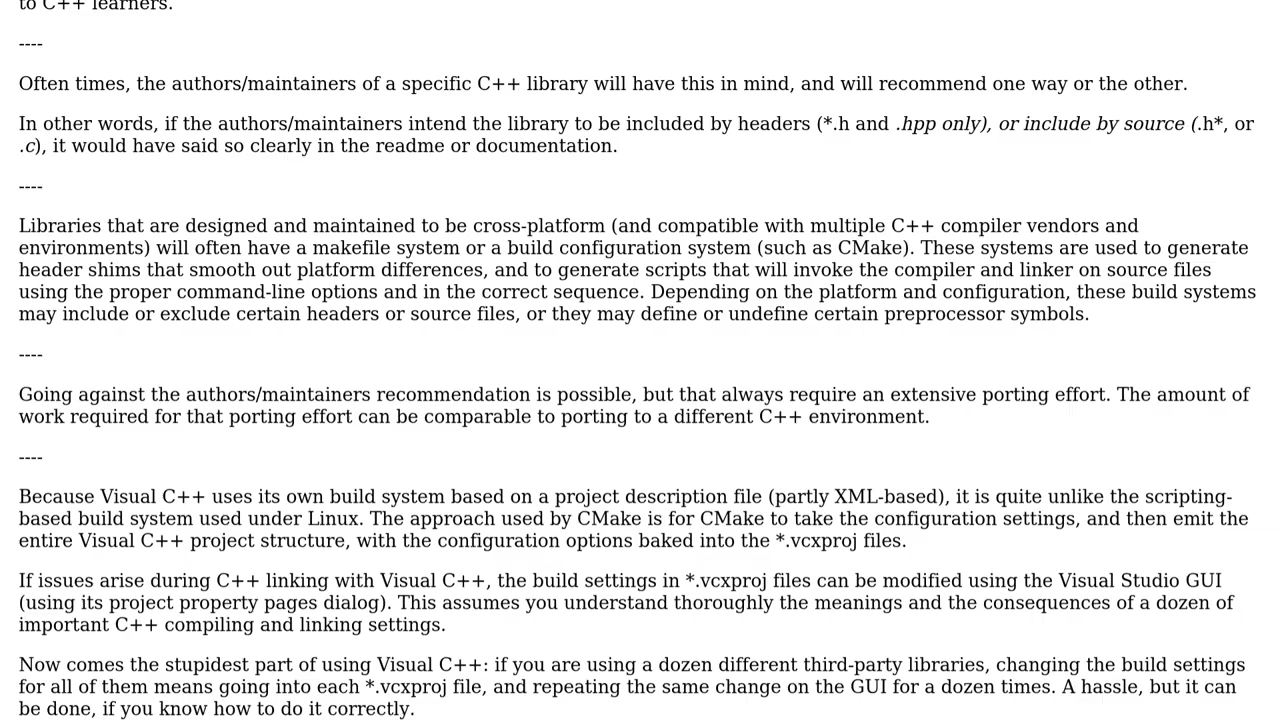 to C++ learners.
----
Often times, the authors/maintainers of a specific C++ library will have this in mind, and will recommend one way or the other.
In other words, if the authors/maintainers intend the library to be included by headers (*.h and .hpp only), or include by source (.h*, or
.c), it would have said so clearly in the readme or documentation.
----
Libraries that are designed and maintained to be cross-platform (and compatible with multiple C++ compiler vendors and
environments) will often have a makefile system or a build configuration system (such as CMake). These systems are used to generate
header shims that smooth out platform differences, and to generate scripts that will invoke the compiler and linker on source files
using the proper command-line options and in the correct sequence. Depending on the platform and configuration, these build systems
may include or exclude certain headers or source files, or they may define or undefine certain preprocessor symbols.
----
Going against the authors/maintainers recommendation is possible, but that always require an extensive porting effort. The amount of
work required for that porting effort can be comparable to porting to a different C++ environment.
----
Because Visual C++ uses its own build system based on a project description file (partly XML-based), it is quite unlike the scripting-
based build system used under Linux. The approach used by CMake is for CMake to take the configuration settings, and then emit the
entire Visual C++ project structure, with the configuration options baked into the *.vcxproj files.
If issues arise during C++ linking with Visual C++, the build settings in *.vcxproj files can be modified using the Visual Studio GUI
(using its project property pages dialog). This assumes you understand thoroughly the meanings and the consequences of a dozen of
important C++ compiling and linking settings.
Now comes the stupidest part of using Visual C++: if you are using a dozen different third-party libraries, changing the build settings
for all of them means going into each *.vcxproj file, and repeating the same change on the GUI for a dozen times. A hassle, but it can
be done, if you know how to do it correctly.